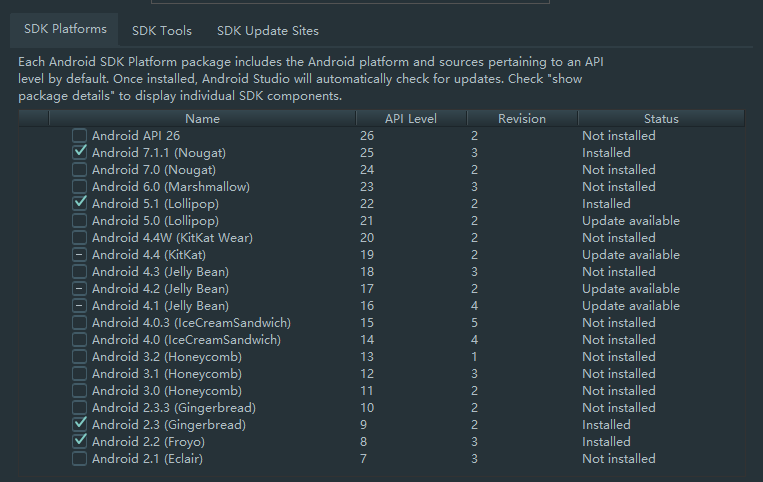 SDK Platforms SDK Tools SDK Update Sites
Each Android SDK Platform package includes the Android platform and sources pertaining to an API
level by default. Once installed, Android Studio will automatically check for updates. Check "show
package details" to display individual SDK components.
Name API Level Revision Status
Android API 26 26 2 Not installed
Android 7.1.1 (Nougat) 25 3 Installed
Android 7.0 (Nougat) 24 2 Not installed
Android 6.0 (Marshmallow) 23 3 Not installed
Android 5.1 (Lollipop) 22 2 Installed
Android 5.0 (Lollipop) 21 2 Update available
Android 4.4W (KitKat Wear) 20 2 Not installed
Android 4.4 (KitKat) 19 2 Update available
Android 4.3 (Jelly Bean) 18 3 Not installed
Android 4.2 (Jelly Bean) 17 2 Update available
Android 4.1 (Jelly Bean) 16 4 Update available
Android 4.0.3 (IceCreamSandwich) 15 5 Not installed
Android 4.0 (IceCreamSandwich) 14 4 Not installed
Android 3.2 (Honeycomb) 13 1 Not installed
Android 3.1 (Honeycomb) 12 3 Not installed
Android 3.0 (Honeycomb) 11 2 Not installed
Android 2.3.3 (Gingerbread) 10 2 Not installed
Android 2.3 (Gingerbread) 9 2 Installed
Android 2.2 (Froyo) 8 3 Installed
Android 2.1 (Eclair) 7 3 Not installed